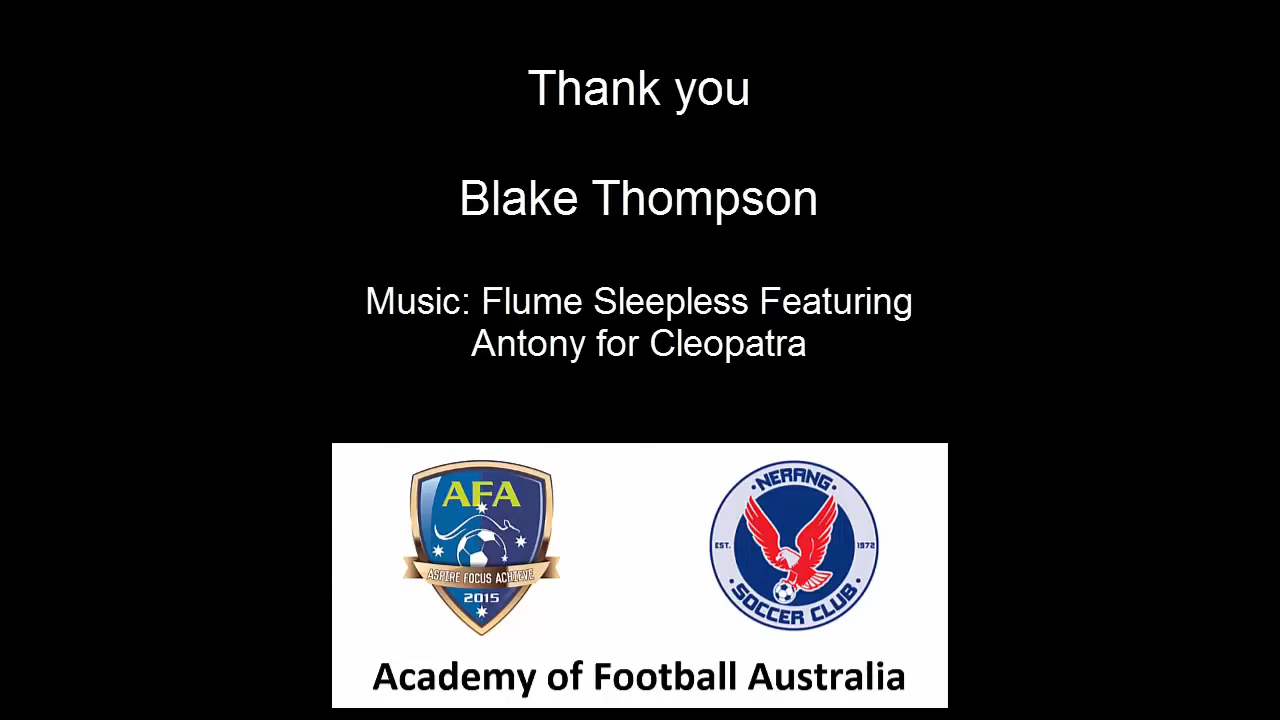 Thank you
Blake Thompson
Music: Flume Sleepless Featuring
Antony for Cleopatra
AFA
ASPIRE FOCUS ACHIEVE
2015
·NERANG·
EST. 1972
·SOCCER CLUB·
Academy of Football Australia